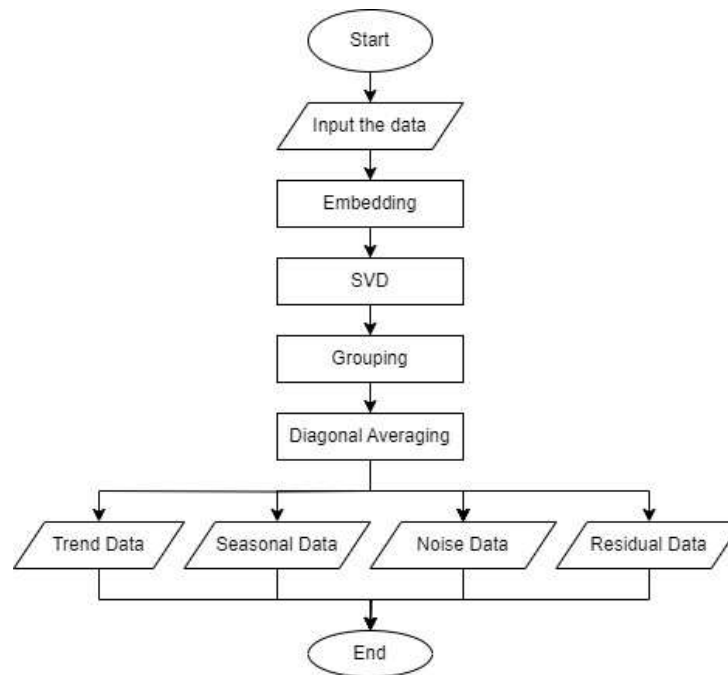 Start
Input the data
Embedding
SVD
Grouping
Diagonal Averaging
Trend Data
Seasonal Data
Noise Data
Residual Data
End